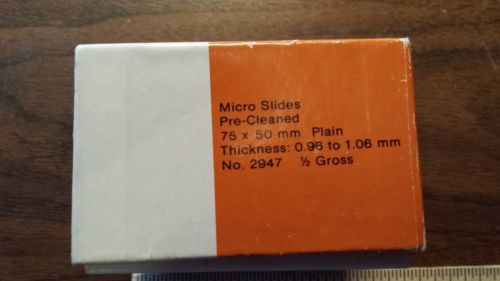 Micro Slides
Pre-Cleaned
75 x 50 mm Plain
Thickness: 0.96 to 1.06 mm
No. 2947 ½ Gross